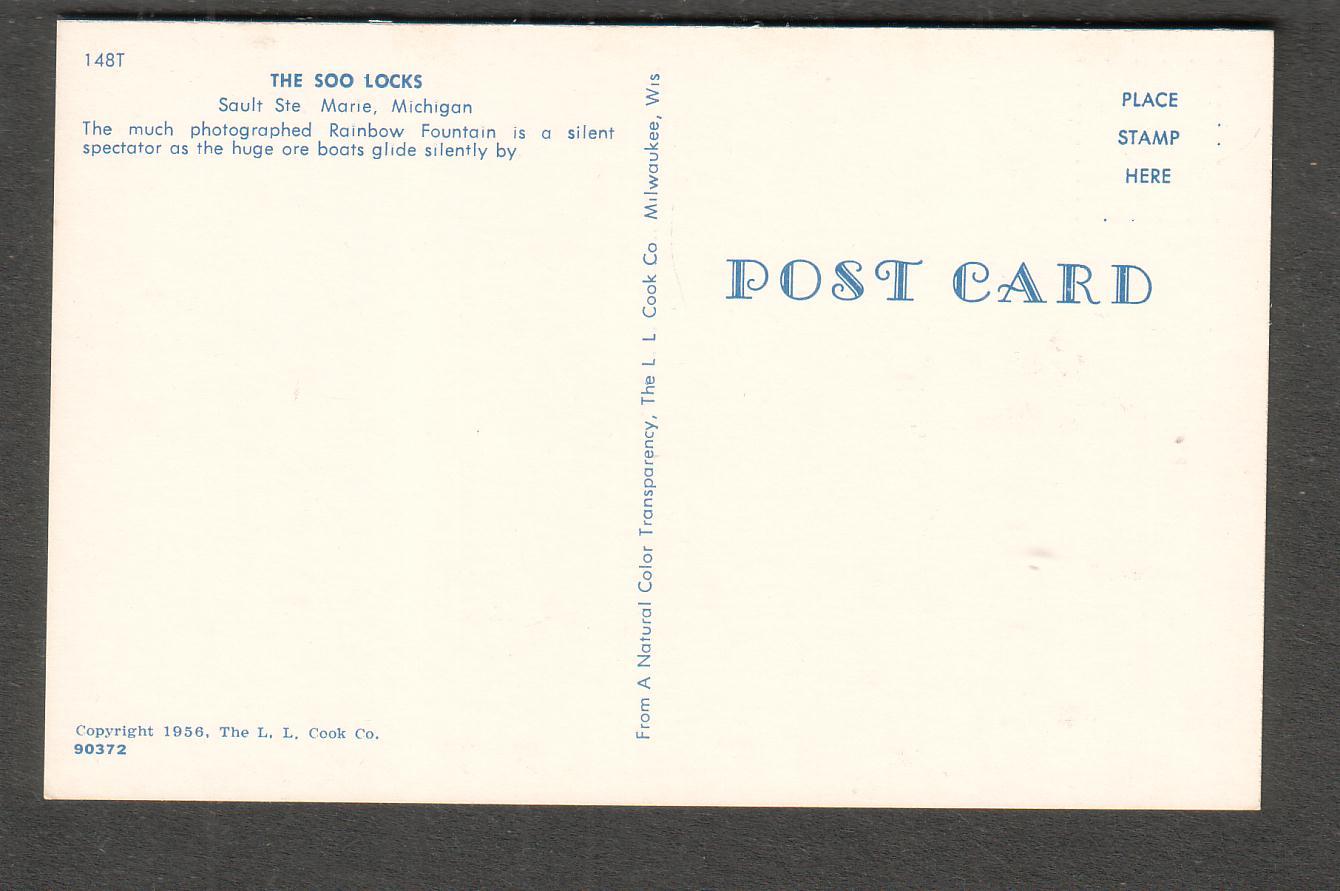 148T
THE SOO LOCKS
Sault Ste Marie, Michigan
The much photographed Rainbow Fountain is a silent
spectator as the huge ore boats glide silently by
Copyright 1956, The L. L. Cook Co.
90372
From A Natural Color Transparency, The L L Cook Co Milwaukee, Wis
PLACE
STAMP
HERE
POST CARD